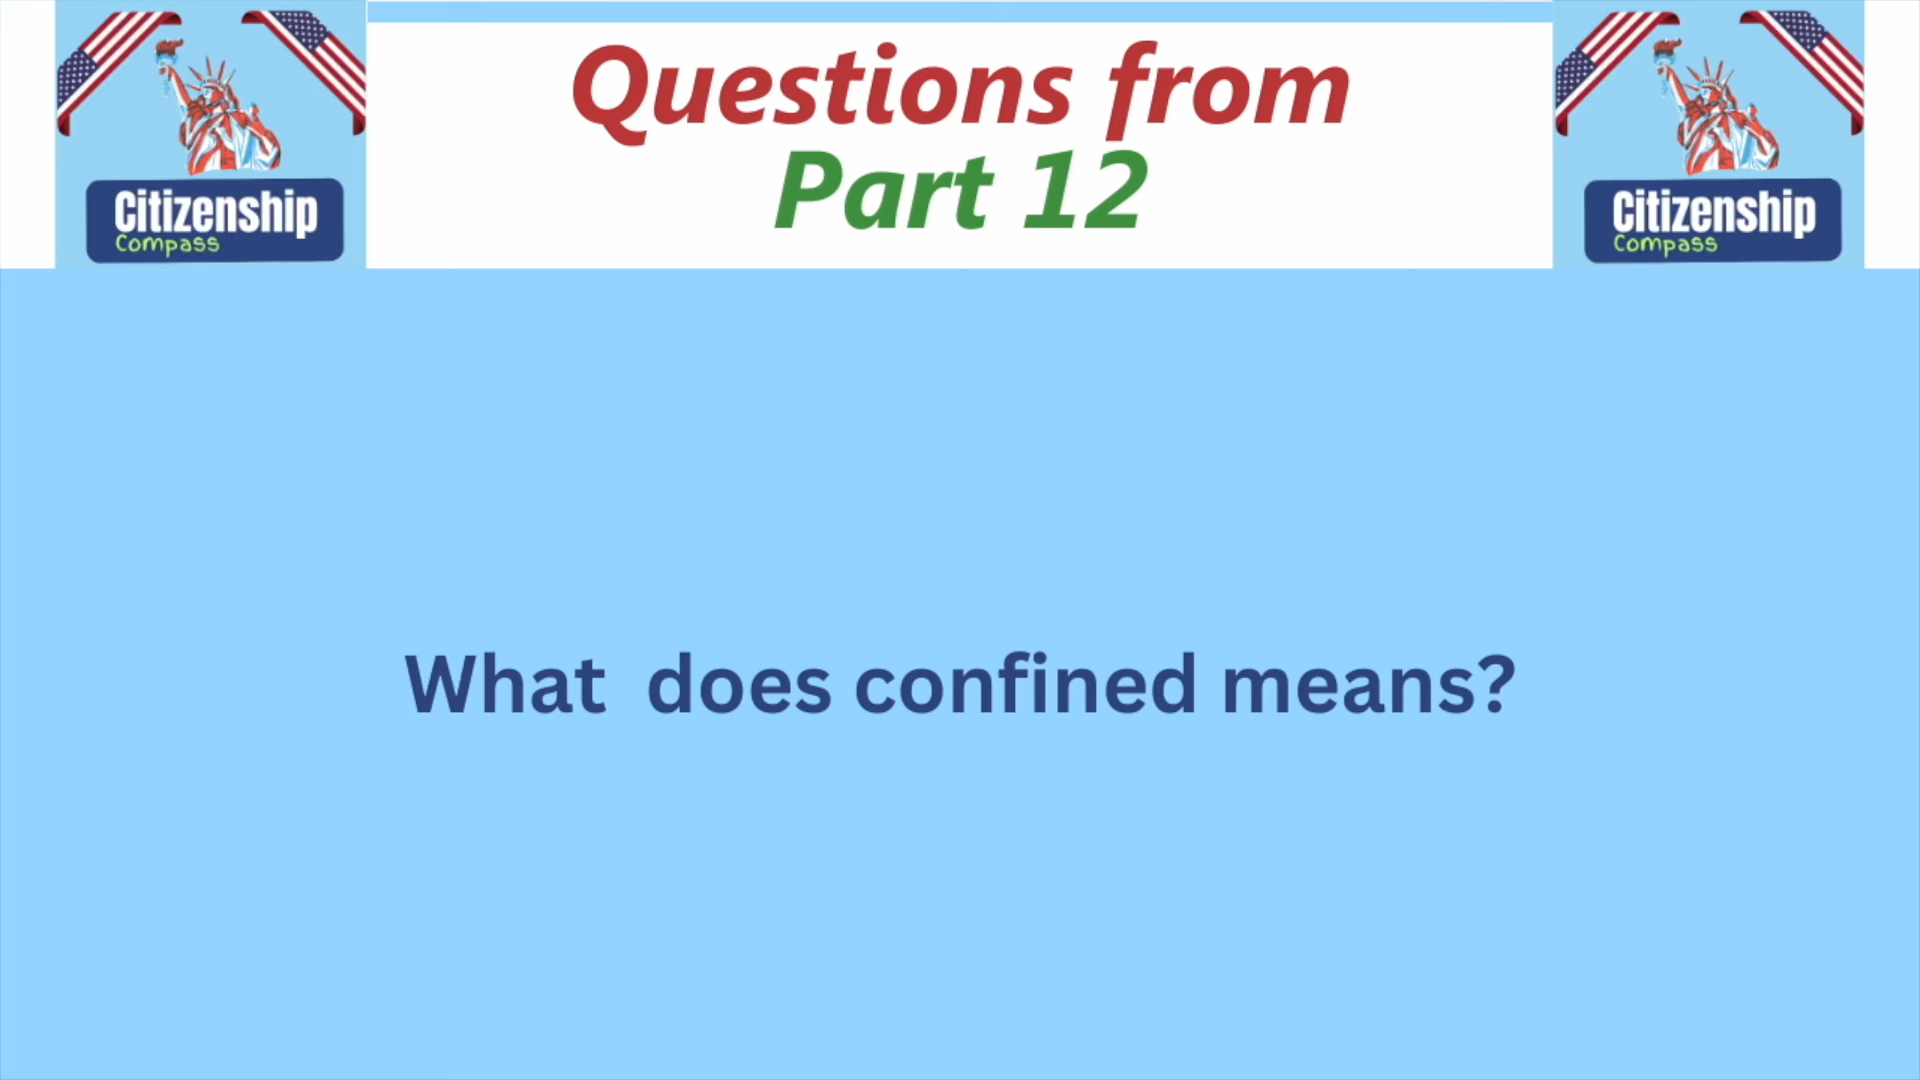 Citizenship
Compass
Questions from
Part 12
Citizenship
Compass
What does confined means?